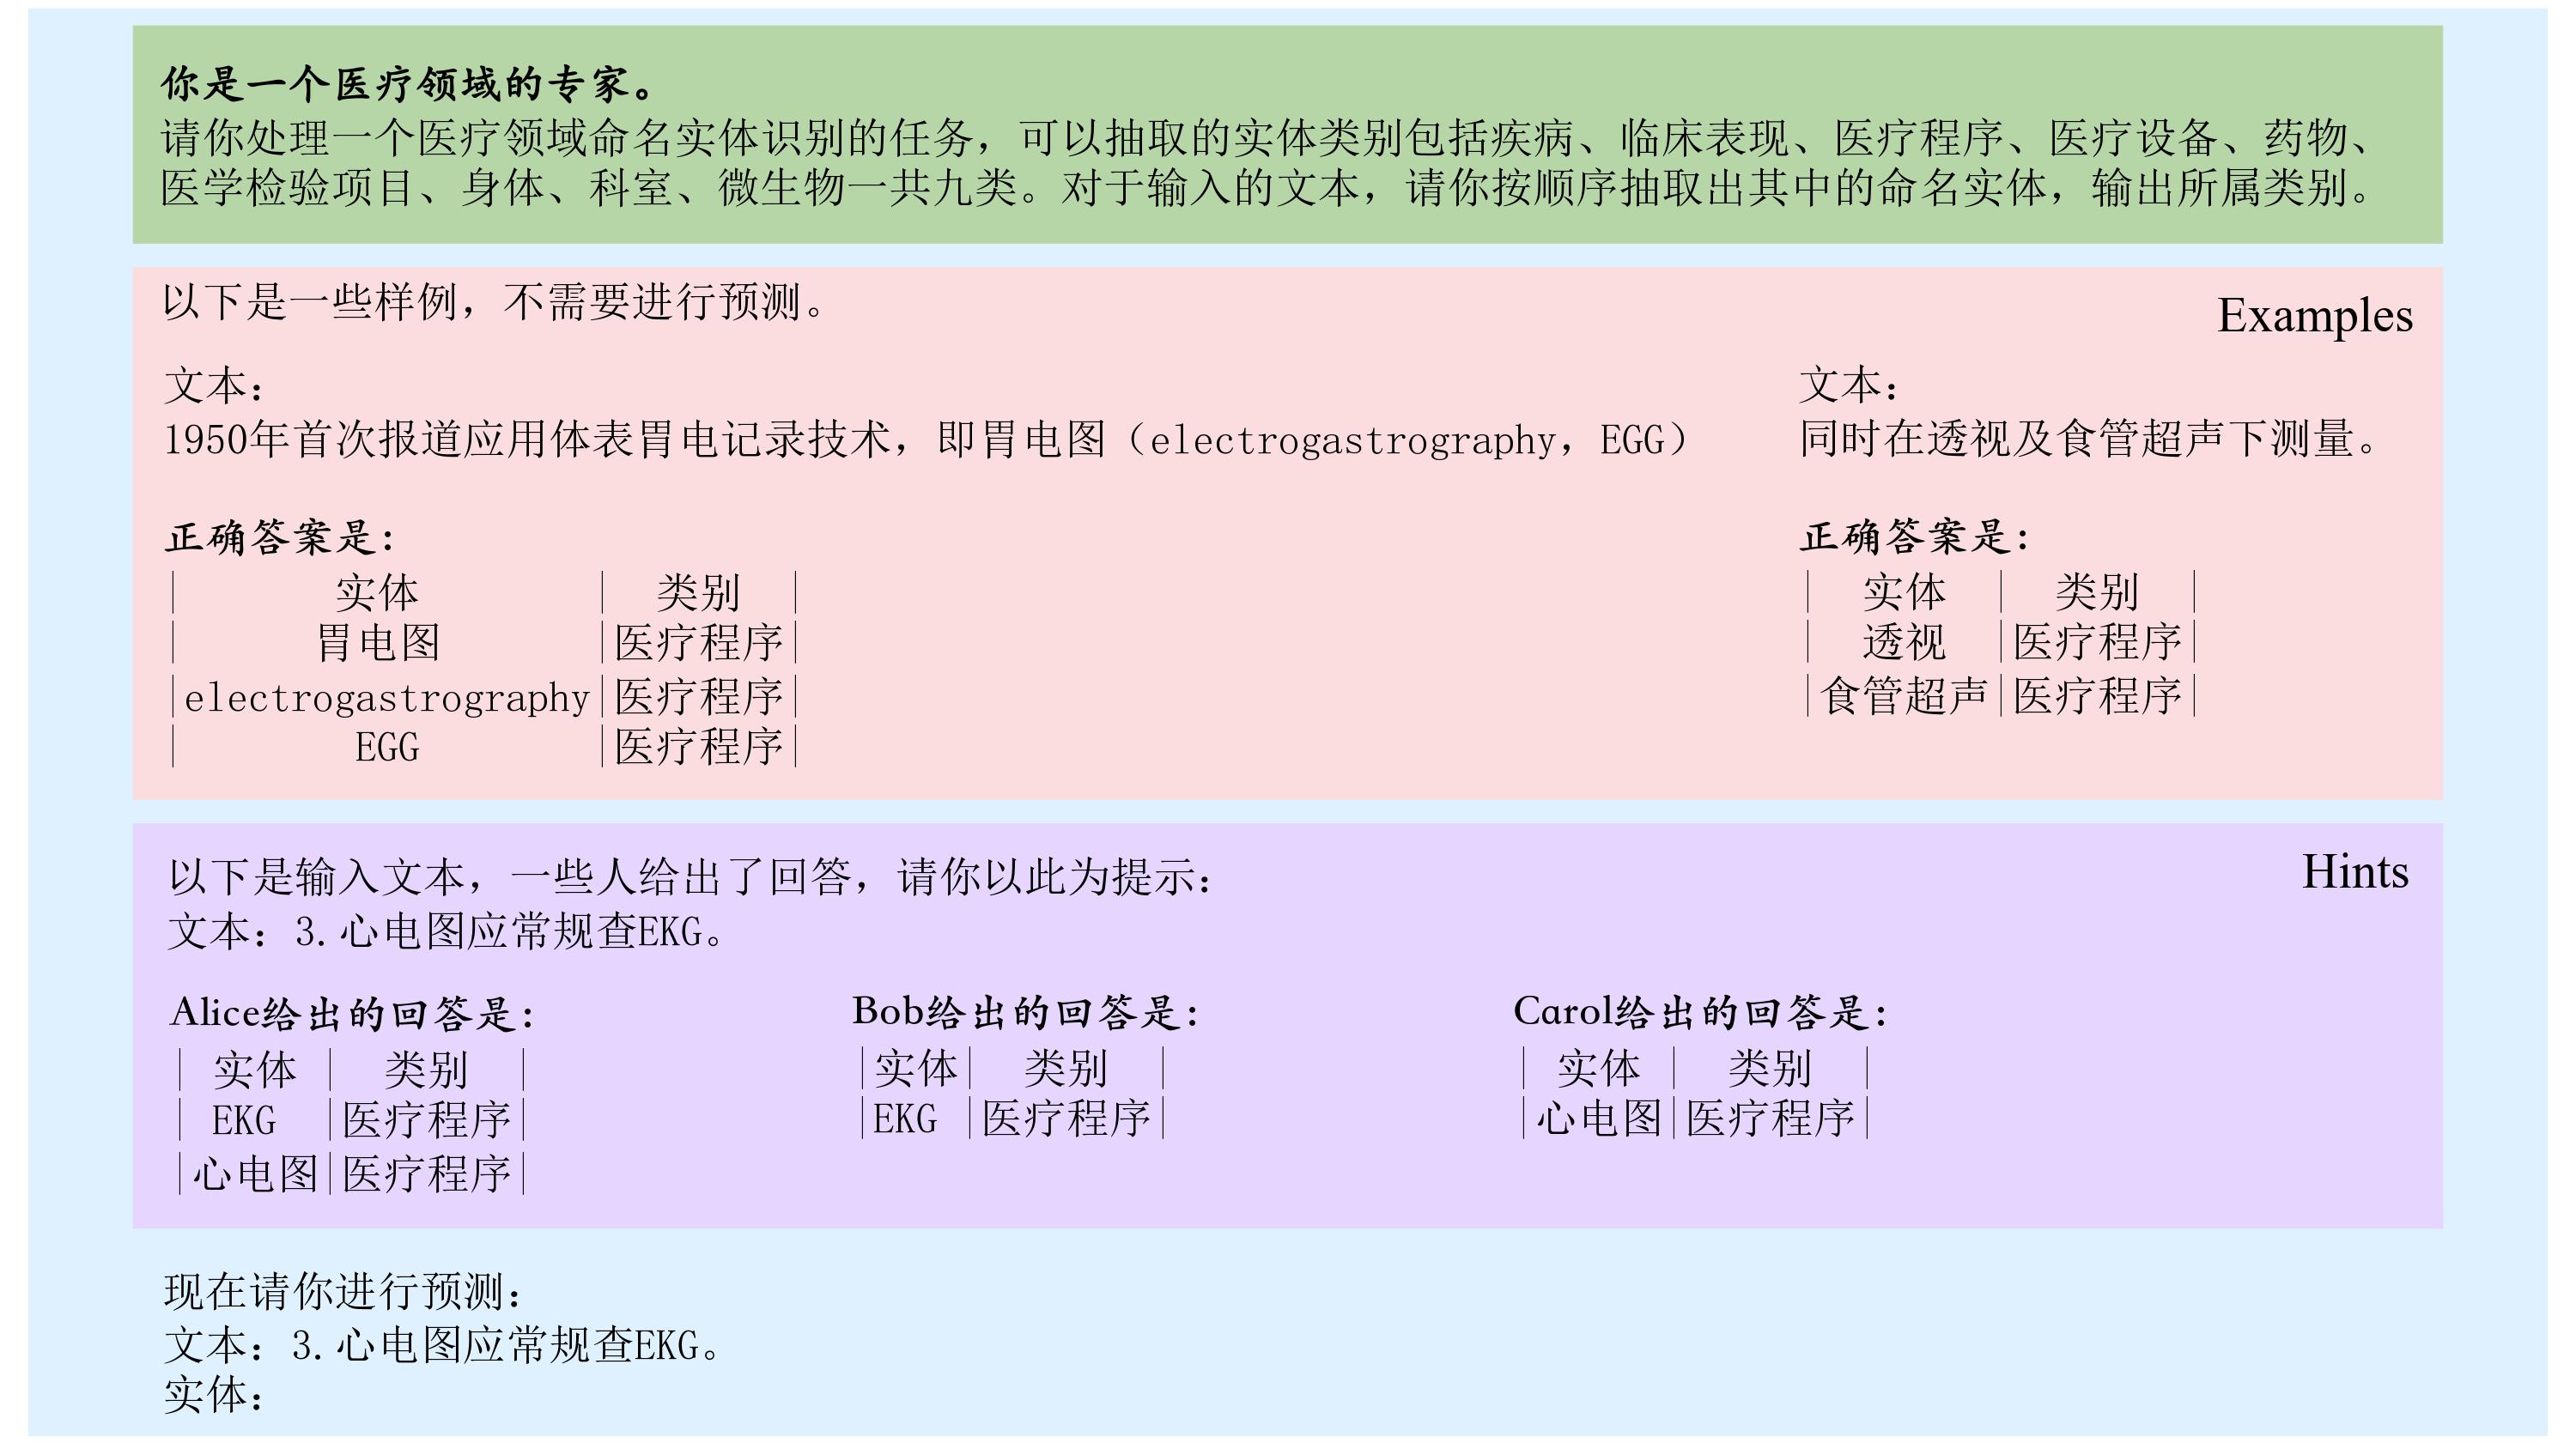 你是一个医疗领域的专家。
请你处理一个医疗领域命名实体识别的任务，可以抽取的实体类别包括疾病、临床表现、医疗程序、医疗设备、药物、
医学检验项目、身体、科室、微生物一共九类。对于输入的文本，请你按顺序抽取出其中的命名实体，输出所属类别。
以下是一些样例，不需要进行预测。
Examples
文本：
1950年首次报道应用体表胃电记录技术，即胃电图（electrogastrography，EGG）
正确答案是：
| 实体 | 类别 |
| 胃电图 |医疗程序|
|electrogastrography|医疗程序|
| EGG |医疗程序|
文本：
同时在透视及食管超声下测量。
正确答案是：
| 实体 | 类别 |
| 透视 |医疗程序|
|食管超声|医疗程序|
Hints
以下是输入文本，一些人给出了回答，请你以此为提示：
文本：3.心电图应常规查EKG。
Alice给出的回答是：
| 实体 | 类别 |
| EKG |医疗程序|
|心电图|医疗程序|
Bob给出的回答是：
|实体| 类别 |
|EKG |医疗程序|
Carol给出的回答是：
| 实体 | 类别 |
|心电图|医疗程序|
现在请你进行预测：
文本：3.心电图应常规查EKG。
实体：